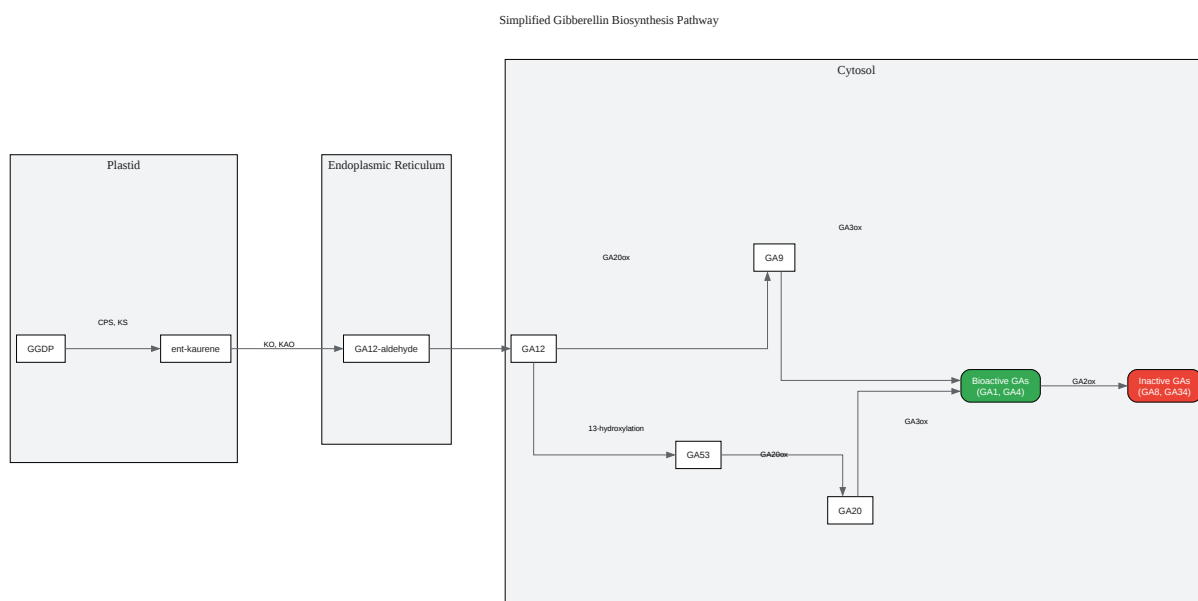 Simplified Gibberellin Biosynthesis Pathway
Plastid
GGDP
CPS, KS
ent-kaurene
KO, KAO
Endoplasmic Reticulum
GA12-aldehyde
Cytosol
GA12
GA20ox
GA9
GA3ox
13-hydroxylation
GA53
GA20ox
GA20
GA3ox
Bioactive GAs
(GA1, GA4)
GA2ox
Inactive GAs
(GA8, GA34)